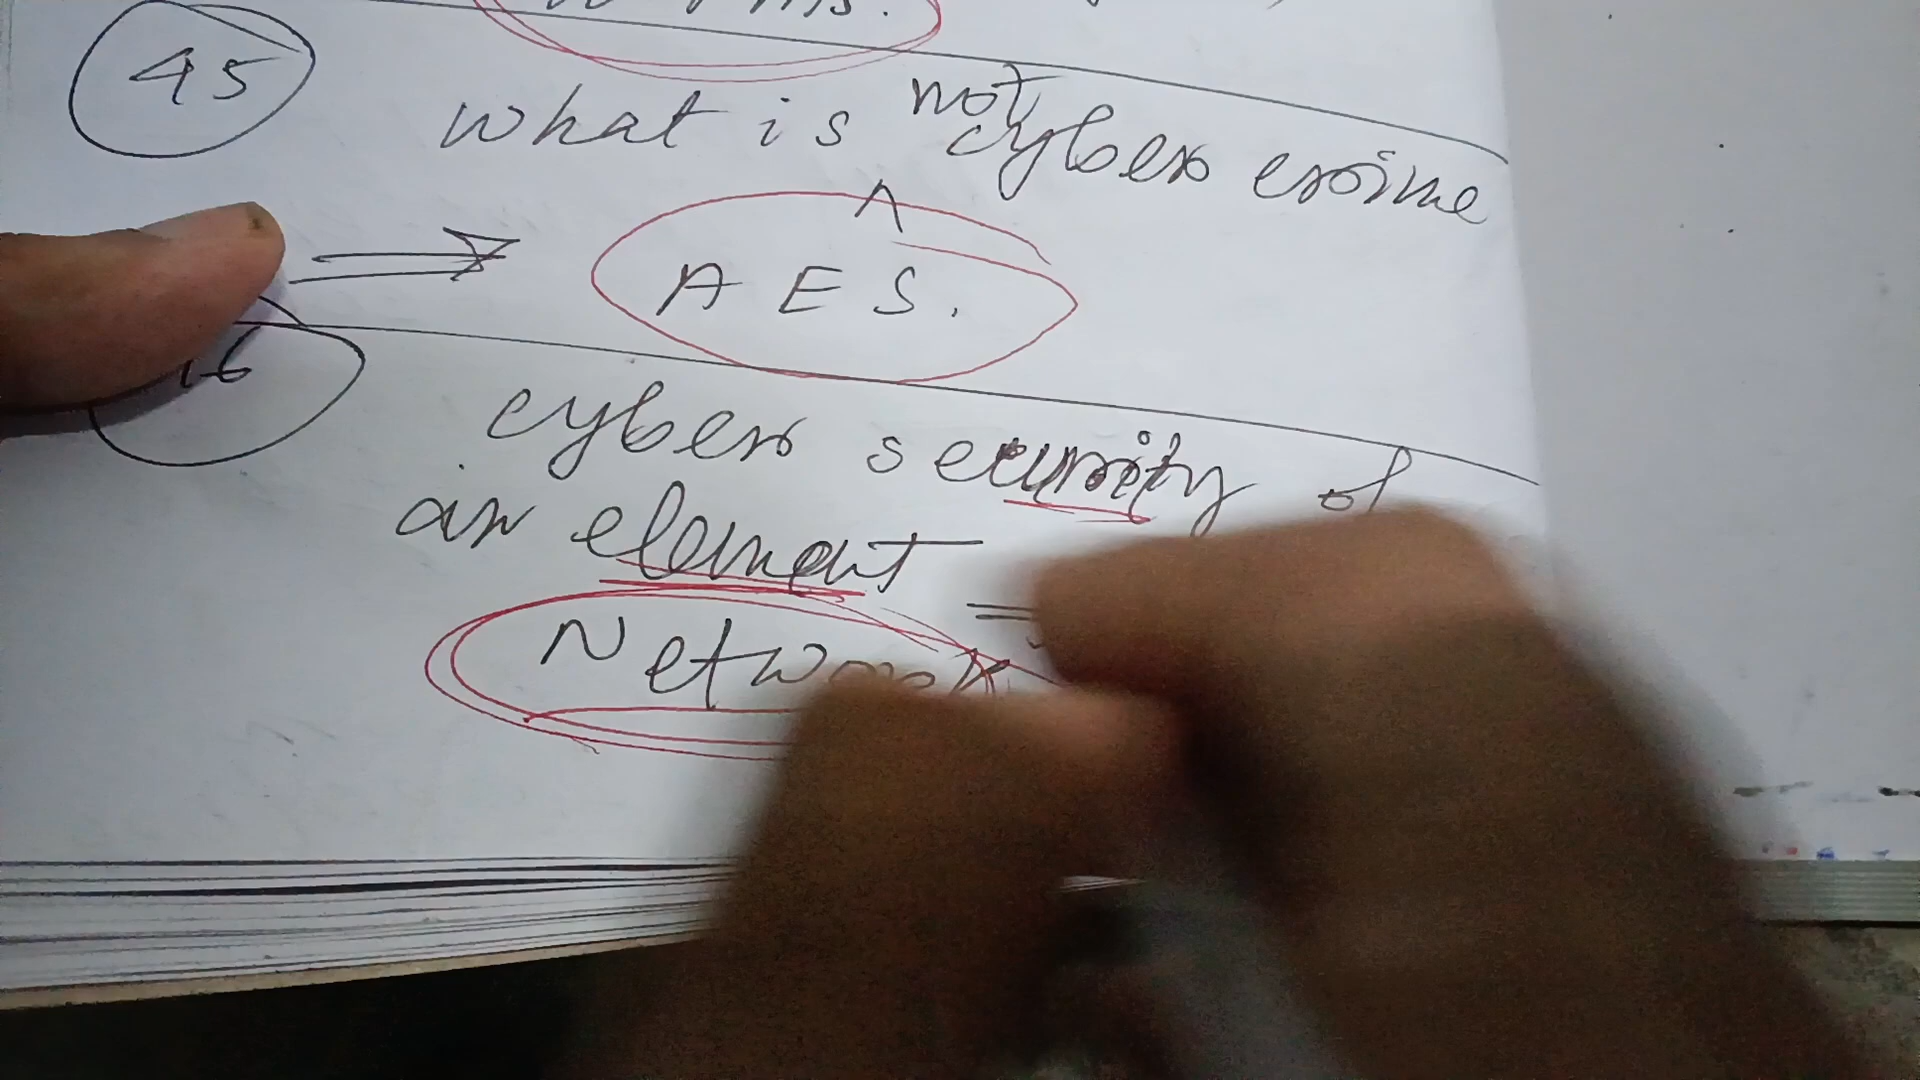 45
what is not cyber crime
AES.
cyber security of
an element
Network